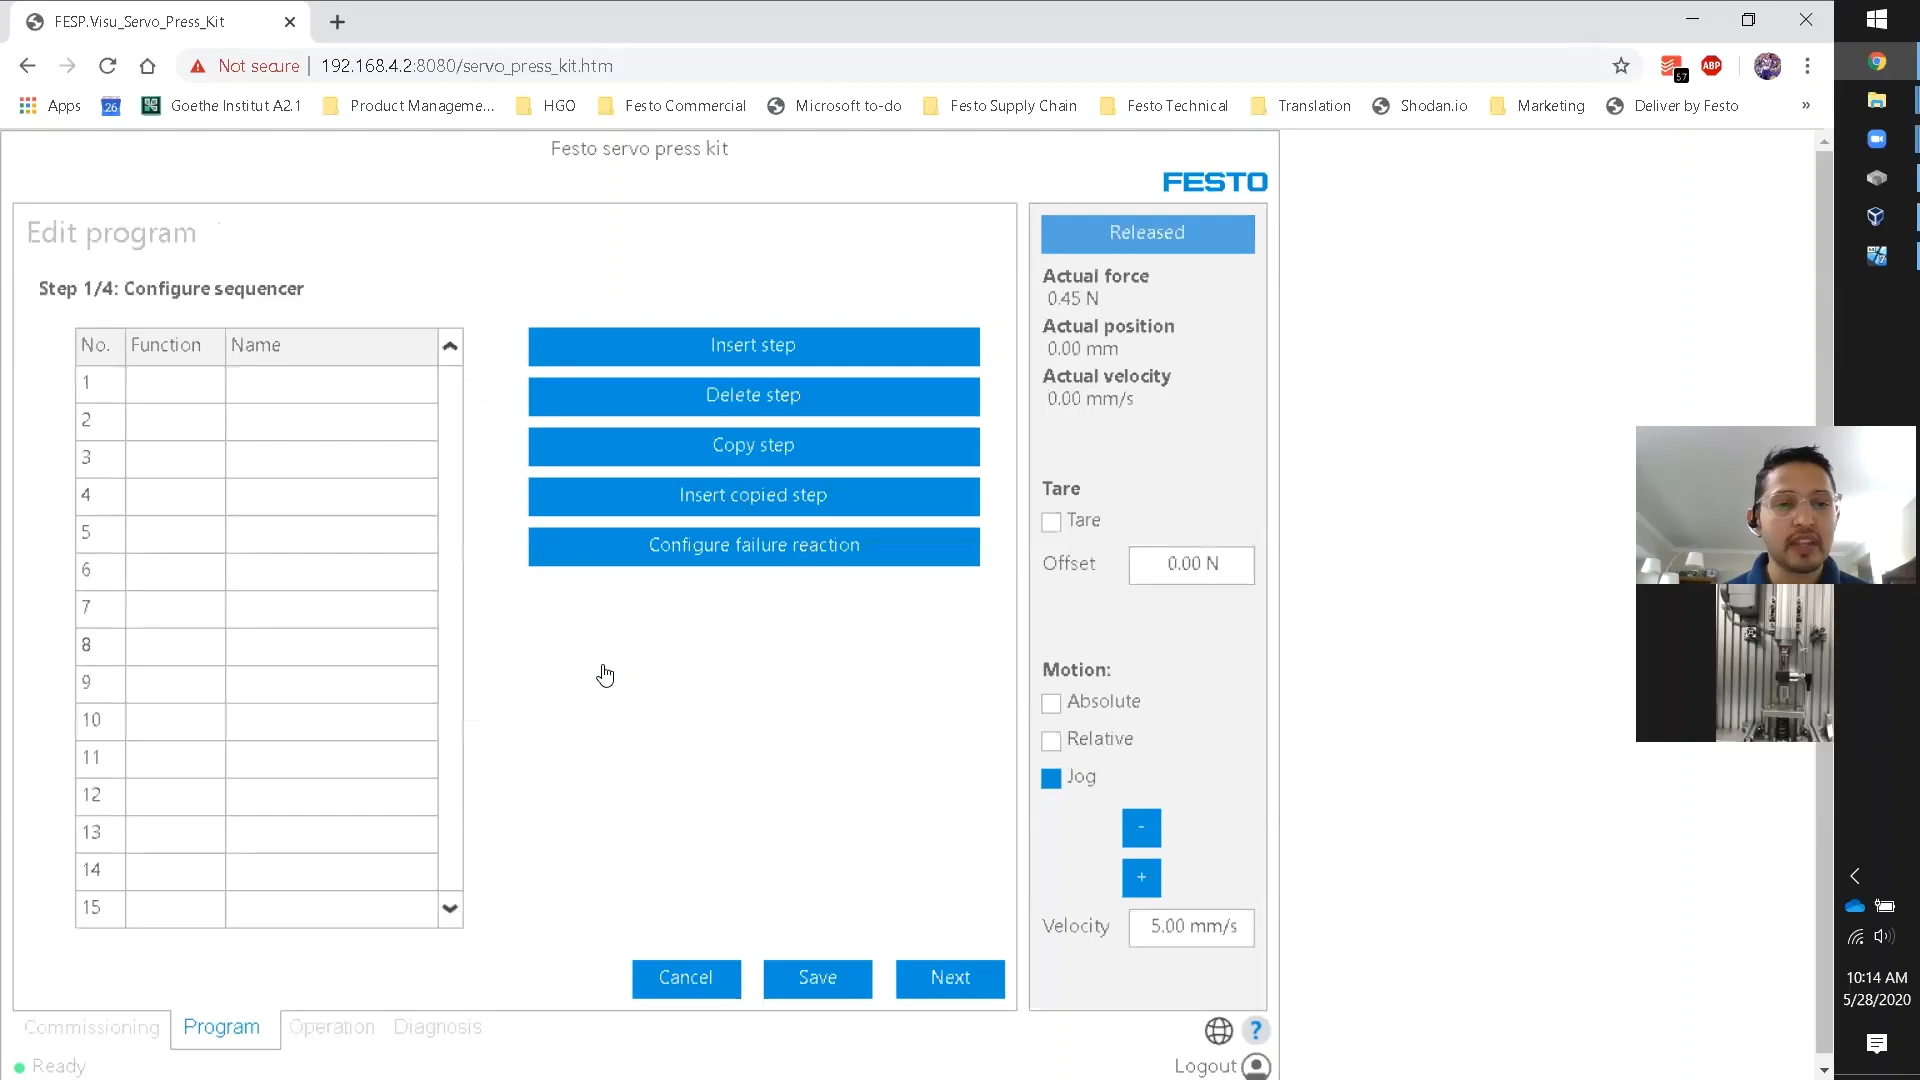 FESP.Visu_Servo_Press_Kit
Not secure | 192.168.4.2:8080/servo_press_kit.htm
57
ABP
Apps
26
Goethe Institut A2.1
Product Manageme...
HGO
Festo Commercial
Microsoft to-do
Festo Supply Chain
Festo Technical
Translation
Shodan.io
Marketing
Deliver by Festo
»
Festo servo press kit
FESTO
Edit program
Step 1/4: Configure sequencer
No. Function Name
1
2
3
4
5
6
7
8
9
10
11
12
13
14
15
Insert step
Delete step
Copy step
Insert copied step
Configure failure reaction
Cancel
Save
Next
Released
Actual force
0.45 N
Actual position
0.00 mm
Actual velocity
0.00 mm/s
Tare
Tare
Offset 0.00 N
Motion:
Absolute
Relative
Jog
-
+
Velocity 5.00 mm/s
Commissioning Program Operation Diagnosis
?
Ready
Logout
10:14 AM
5/28/2020